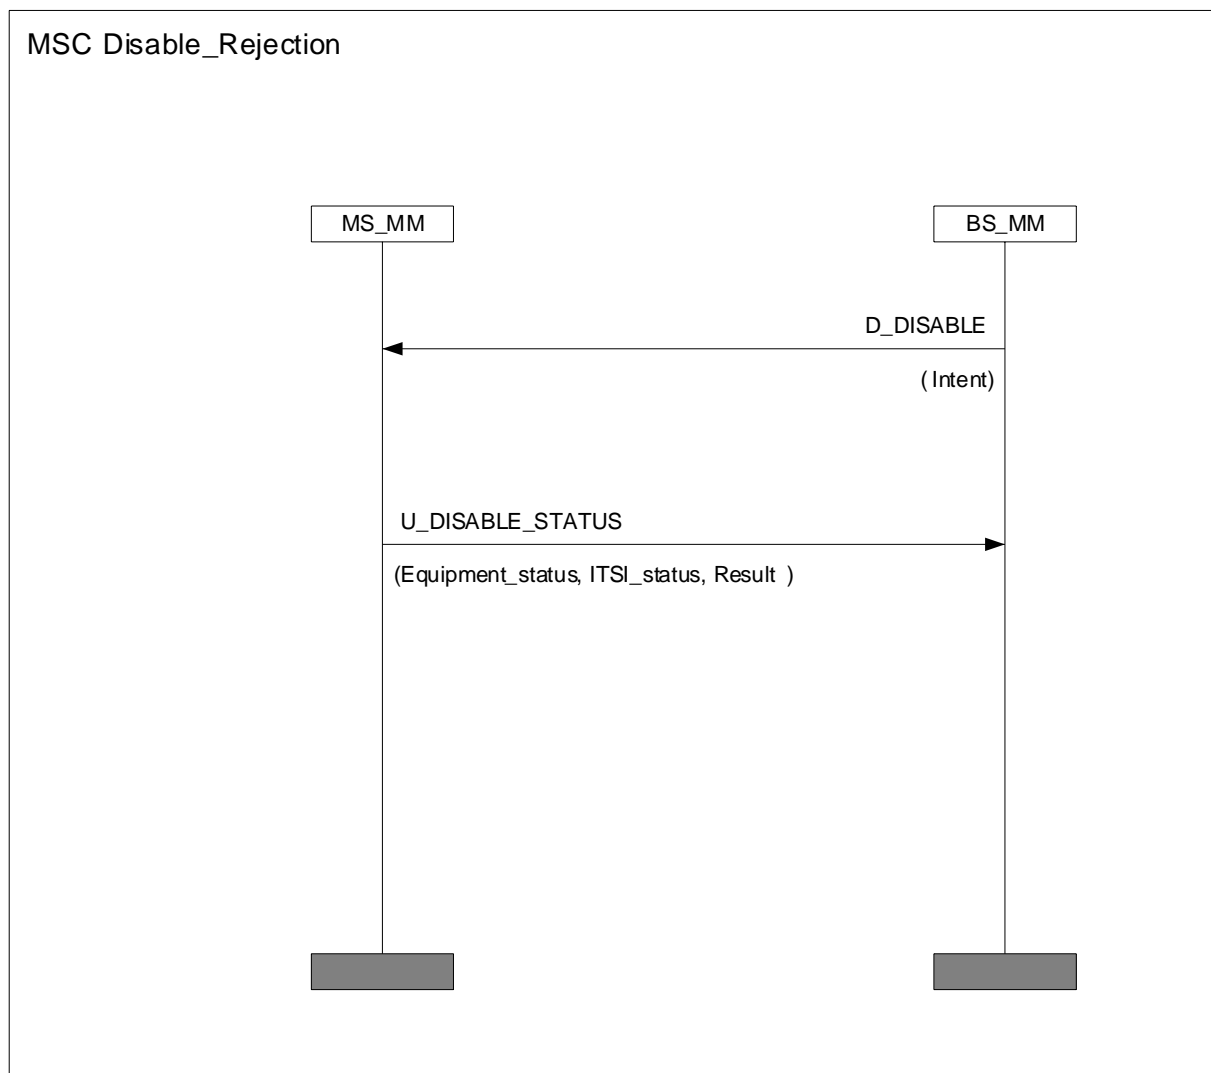 MSC Disable_Rejection
MS_MM
BS_MM
D_DISABLE
( Intent)
U_DISABLE_STATUS
(Equipment_status, ITSI_status, Result )